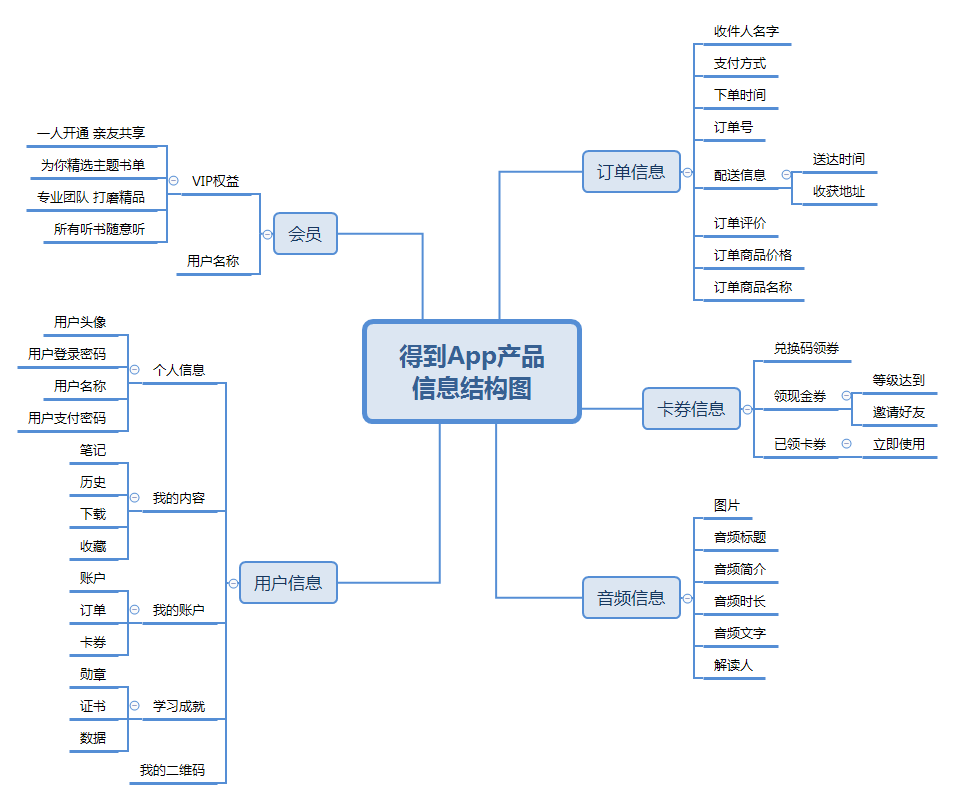 得到App产品
信息结构图
订单信息
收件人名字
支付方式
下单时间
订单号
配送信息
送达时间
收获地址
订单评价
订单商品价格
订单商品名称
卡券信息
兑换码领券
领现金券
等级达到
邀请好友
已领卡券
立即使用
音频信息
图片
音频标题
音频简介
音频时长
音频文字
解读人
会员
VIP权益
一人开通 亲友共享
为你精选主题书单
专业团队 打磨精品
所有听书随意听
用户名称
用户信息
个人信息
用户头像
用户登录密码
用户名称
用户支付密码
我的内容
笔记
历史
下载
收藏
我的账户
账户
订单
卡券
学习成就
勋章
证书
数据
我的二维码